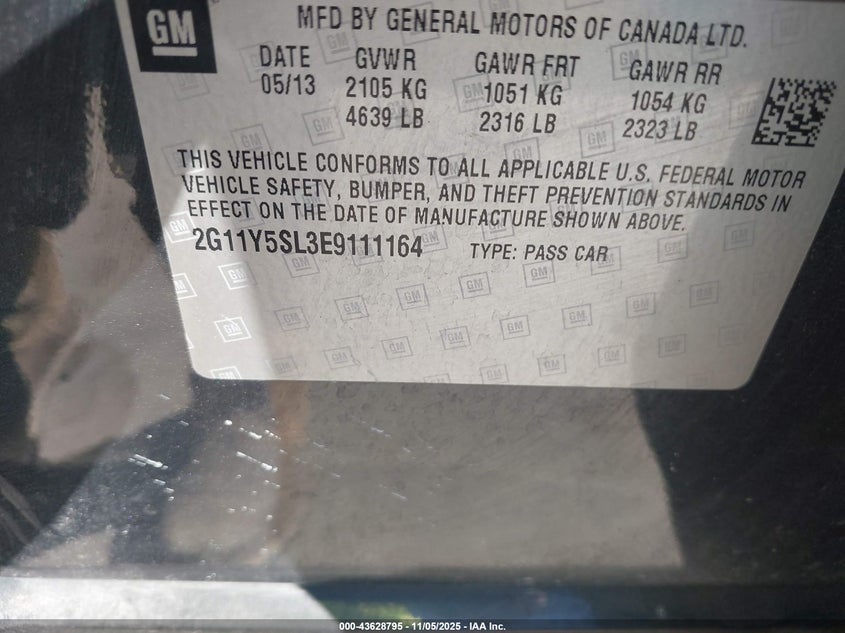 GM
MFD BY GENERAL MOTORS OF CANADA LTD.
DATE GVWR GAWR FRT GAWR RR
05/13 2105 KG 1051 KG 1054 KG
4639 LB 2316 LB 2323 LB
THIS VEHICLE CONFORMS TO ALL APPLICABLE U.S. FEDERAL MOTOR
VEHICLE SAFETY, BUMPER, AND THEFT PREVENTION STANDARDS IN
EFFECT ON THE DATE OF MANUFACTURE SHOWN ABOVE.
2G11Y5SL3E9111164 TYPE: PASS CAR
000-43628795 - 11/05/2025 - IAA Inc.